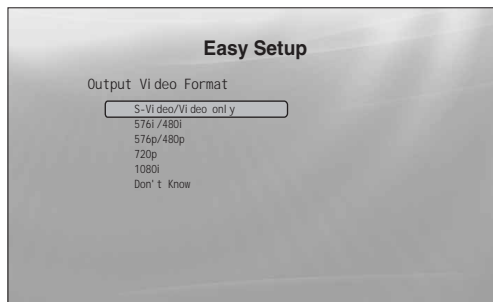 Easy Setup
Output Video Format
S-Video/Video only
576i/480i
576p/480p
720p
1080i
Don't Know